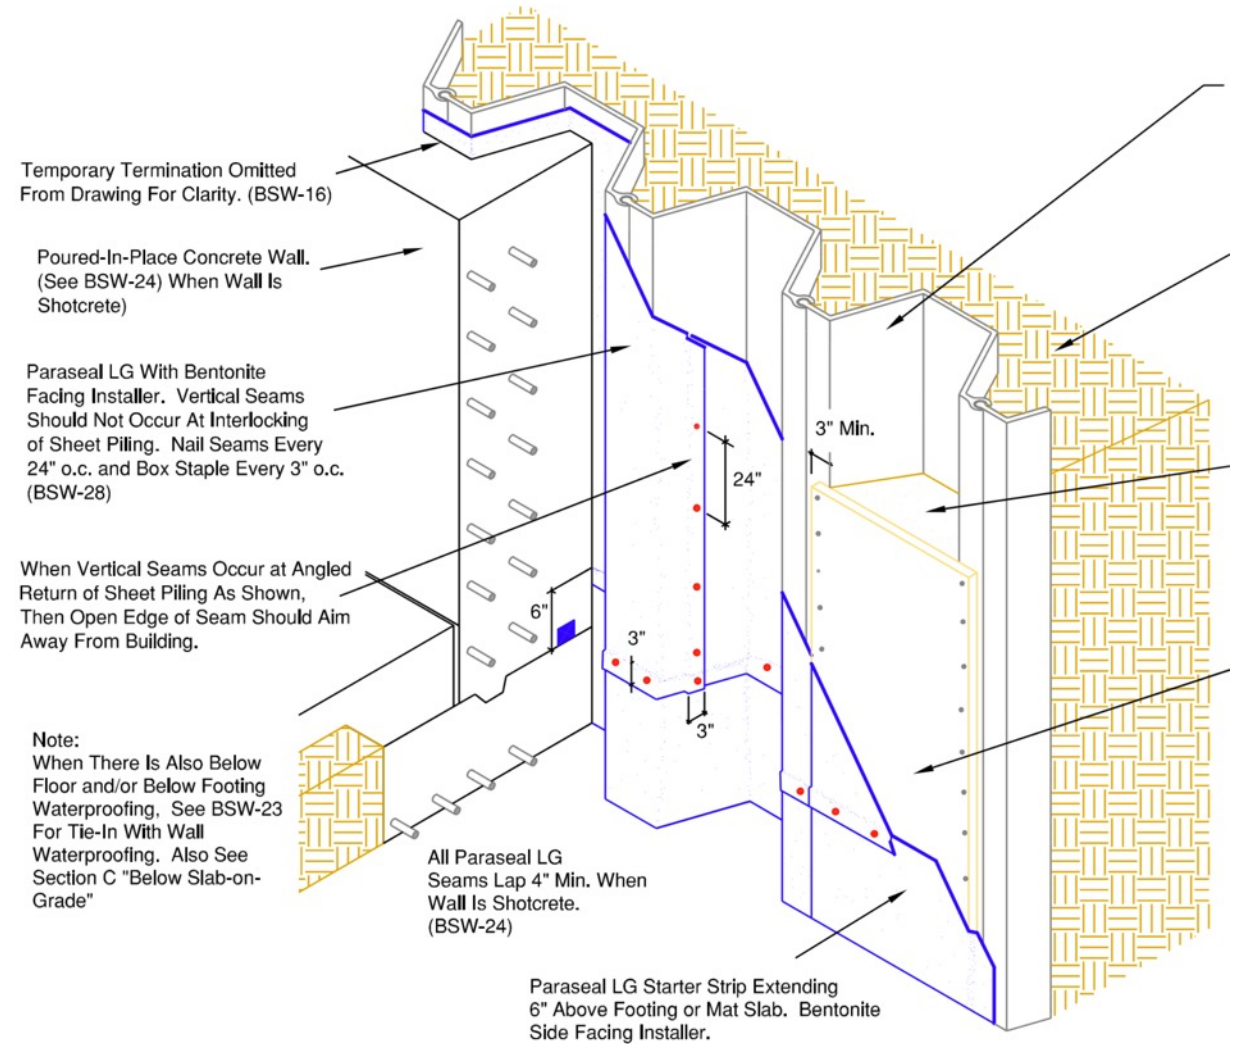 Temporary Termination Omitted
From Drawing For Clarity. (BSW-16)
Poured-In-Place Concrete Wall.
(See BSW-24) When Wall Is
Shotcrete)
Paraseal LG With Bentonite
Facing Installer. Vertical Seams
Should Not Occur At Interlocking
of Sheet Piling. Nail Seams Every
24" o.c. and Box Staple Every 3" o.c.
(BSW-28)
3" Min.
24"
When Vertical Seams Occur at Angled
Return of Sheet Piling As Shown,
Then Open Edge of Seam Should Aim
Away From Building.
6"
3"
3"
Note:
When There Is Also Below
Floor and/or Below Footing
Waterproofing, See BSW-23
For Tie-In With Wall
Waterproofing. Also See
Section C "Below Slab-on-
Grade"
All Paraseal LG
Seams Lap 4" Min. When
Wall Is Shotcrete.
(BSW-24)
Paraseal LG Starter Strip Extending
6" Above Footing or Mat Slab. Bentonite
Side Facing Installer.